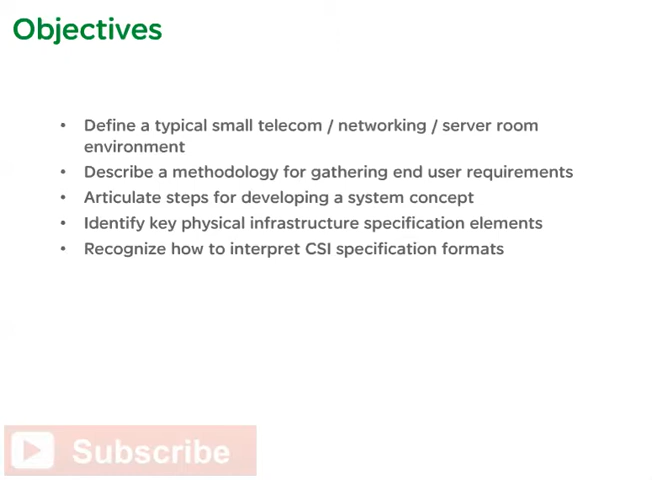 Objectives
• Define a typical small telecom / networking / server room
environment
• Describe a methodology for gathering end user requirements
• Articulate steps for developing a system concept
• Identify key physical infrastructure specification elements
• Recognize how to interpret CSI specification formats
Subscribe